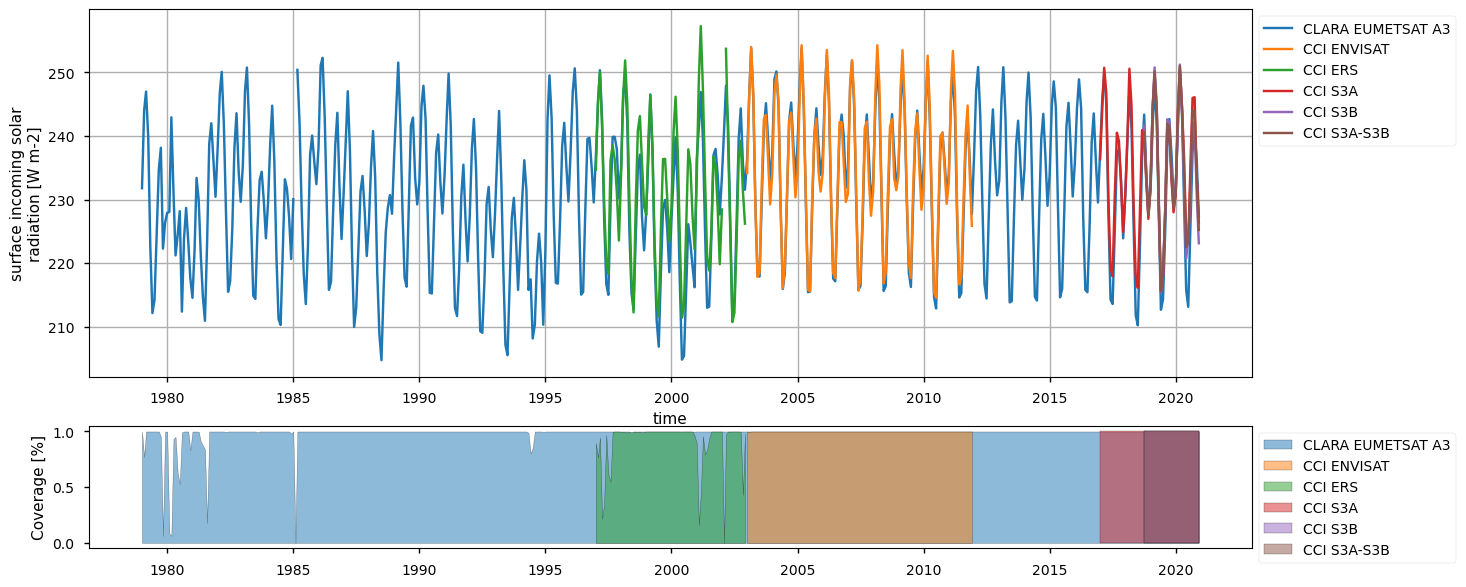 surface incoming solar
radiation [W m-2]
250
240
230
220
210
1980
1985
1990
1995
2000
2005
2010
2015
2020
time
CLARA EUMETSAT A3
CCI ENVISAT
CCI ERS
CCI S3A
CCI S3B
CCI S3A-S3B
Coverage [%]
1.0
0.5
0.0
1980
1985
1990
1995
2000
2005
2010
2015
2020
CLARA EUMETSAT A3
CCI ENVISAT
CCI ERS
CCI S3A
CCI S3B
CCI S3A-S3B